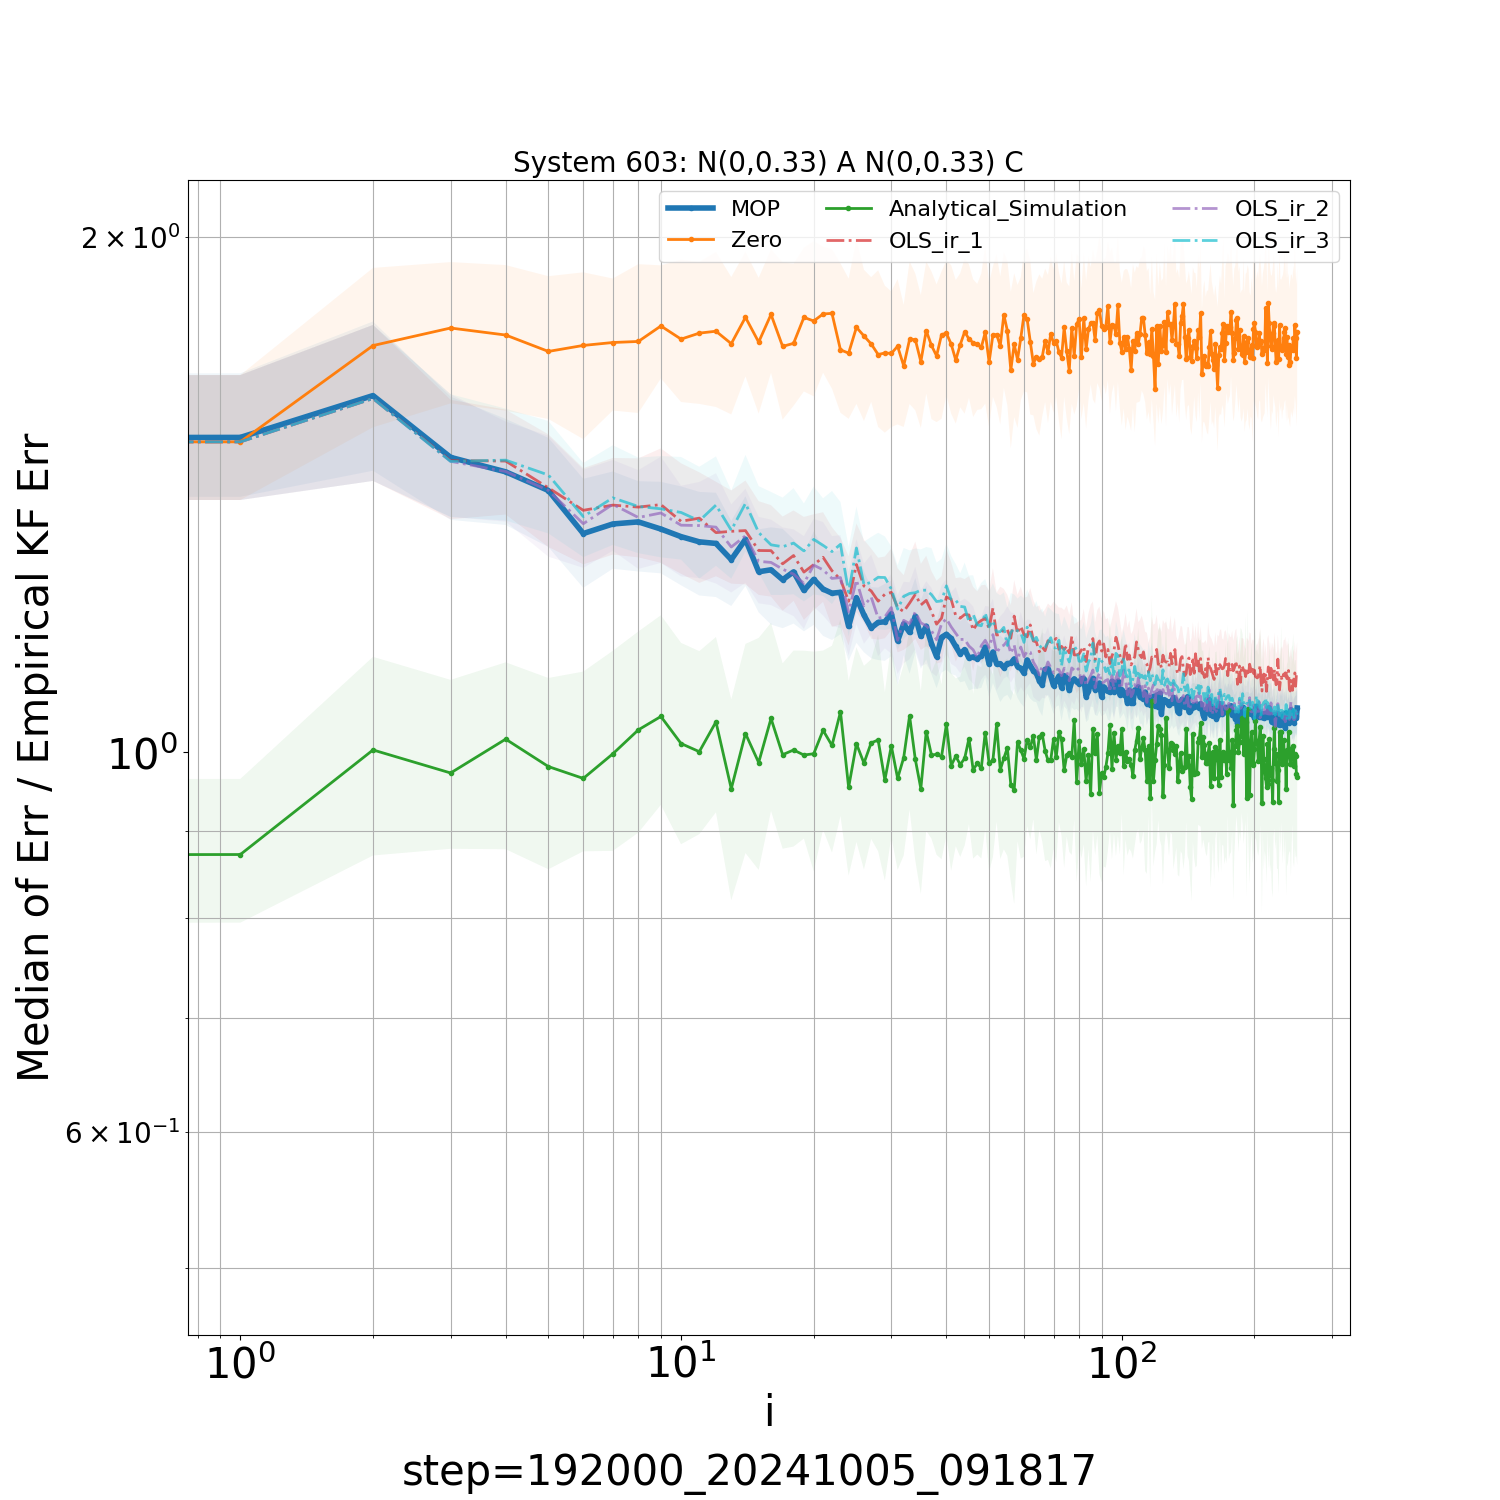 System 603: N(0,0.33) A N(0,0.33) C
MOP
Zero
Analytical_Simulation
OLS_ir_1
OLS_ir_2
OLS_ir_3
Median of Err / Empirical KF Err
2 × 10⁰
10⁰
6 × 10⁻¹
10⁰
10¹
10²
i
step=192000_20241005_091817